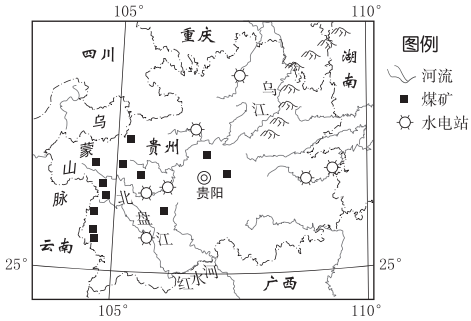 105°
110°
重庆
四川
湖南
图例
河流
煤矿
水电站
乌江
乌蒙山脉
贵州
贵阳
北盘江
云南
25°
25°
红水河
广西
105°
110°